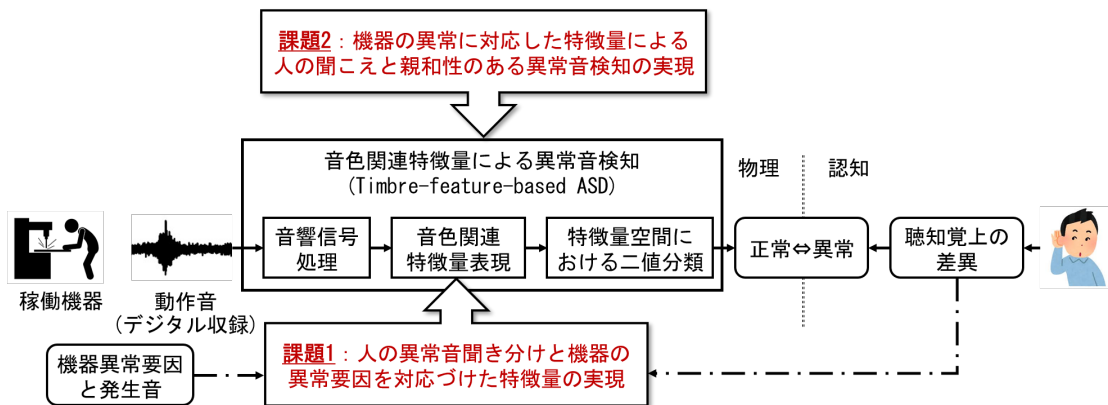 課題2：機器の異常に対応した特徴量による
人の聞こえと親和性のある異常音検知の実現
音色関連特徴量による異常音検知
(Timbre-feature-based ASD)
物理
認知
音響信号
処理
音色関連
特徴量表現
特徴量空間に
おける二値分類
正常⇔異常
聴知覚上の
差異
稼働機器
動作音
(デジタル収録)
機器異常要因
と発生音
課題1：人の異常音聞き分けと機器の
異常要因を対応づけた特徴量の実現